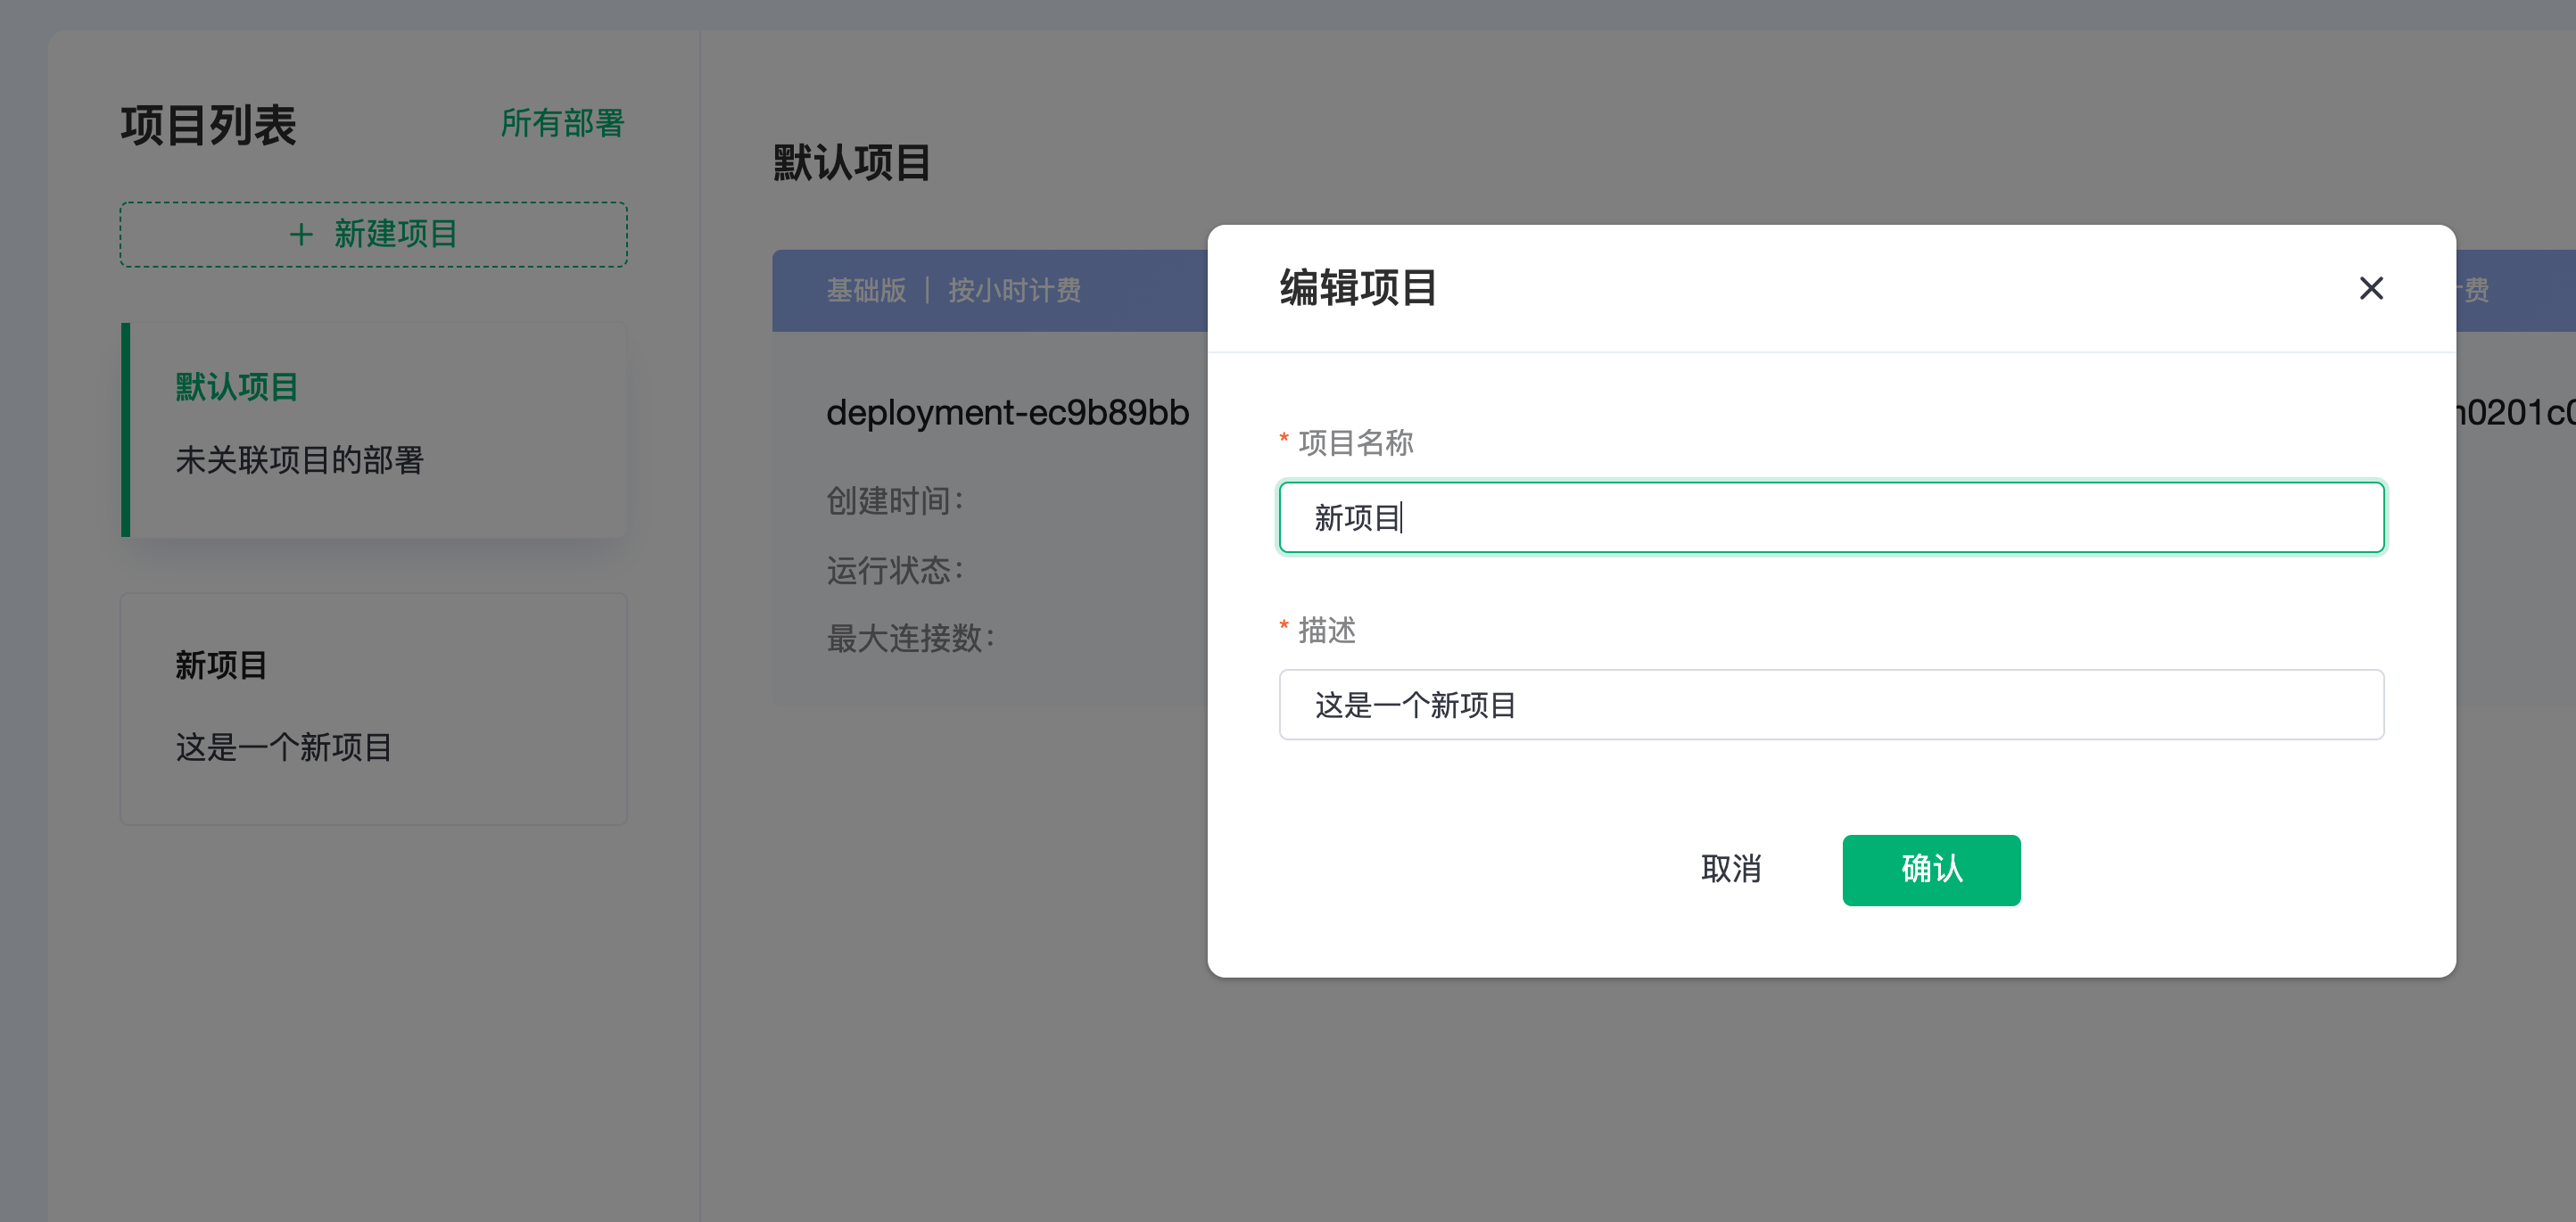 项目列表
所有部署
+ 新建项目
默认项目
未关联项目的部署
新项目
这是一个新项目
默认项目
基础版 | 按小时计费
deployment-ec9b89bb
创建时间：
运行状态：
最大连接数：
费
0201c
编辑项目
* 项目名称
新项目
* 描述
这是一个新项目
取消
确认